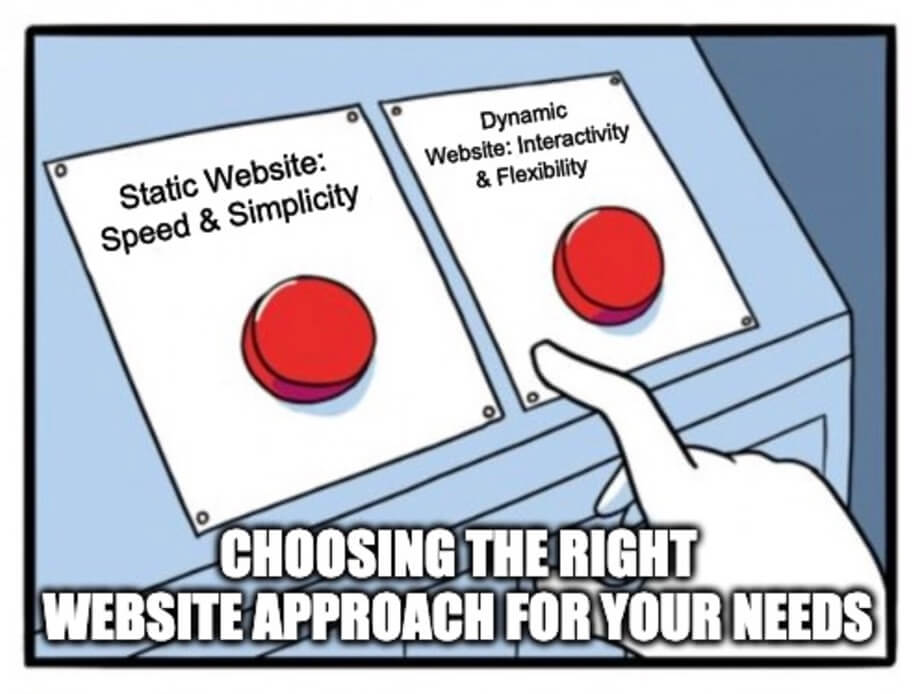 Static Website:
Speed & Simplicity
Dynamic
Website: Interactivity
& Flexibility
CHOOSING THE RIGHT
WEBSITE APPROACH FOR YOUR NEEDS